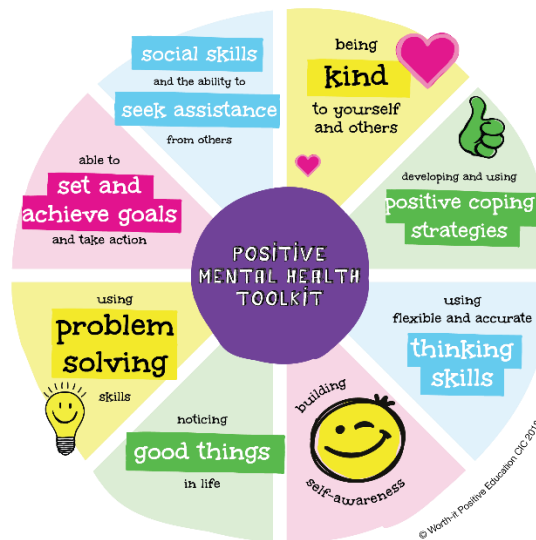 social skills
and the ability to
seek assistance
from others
being
kind
to yourself
and others
developing and using
positive coping
strategies
using
flexible and accurate
thinking
skills
building
self-awareness
noticing
good things
in life
using
problem
solving
skills
able to
set and
achieve goals
and take action
POSITIVE
MENTAL HEALTH
TOOLKIT
© Worth-it Positive Education CIC